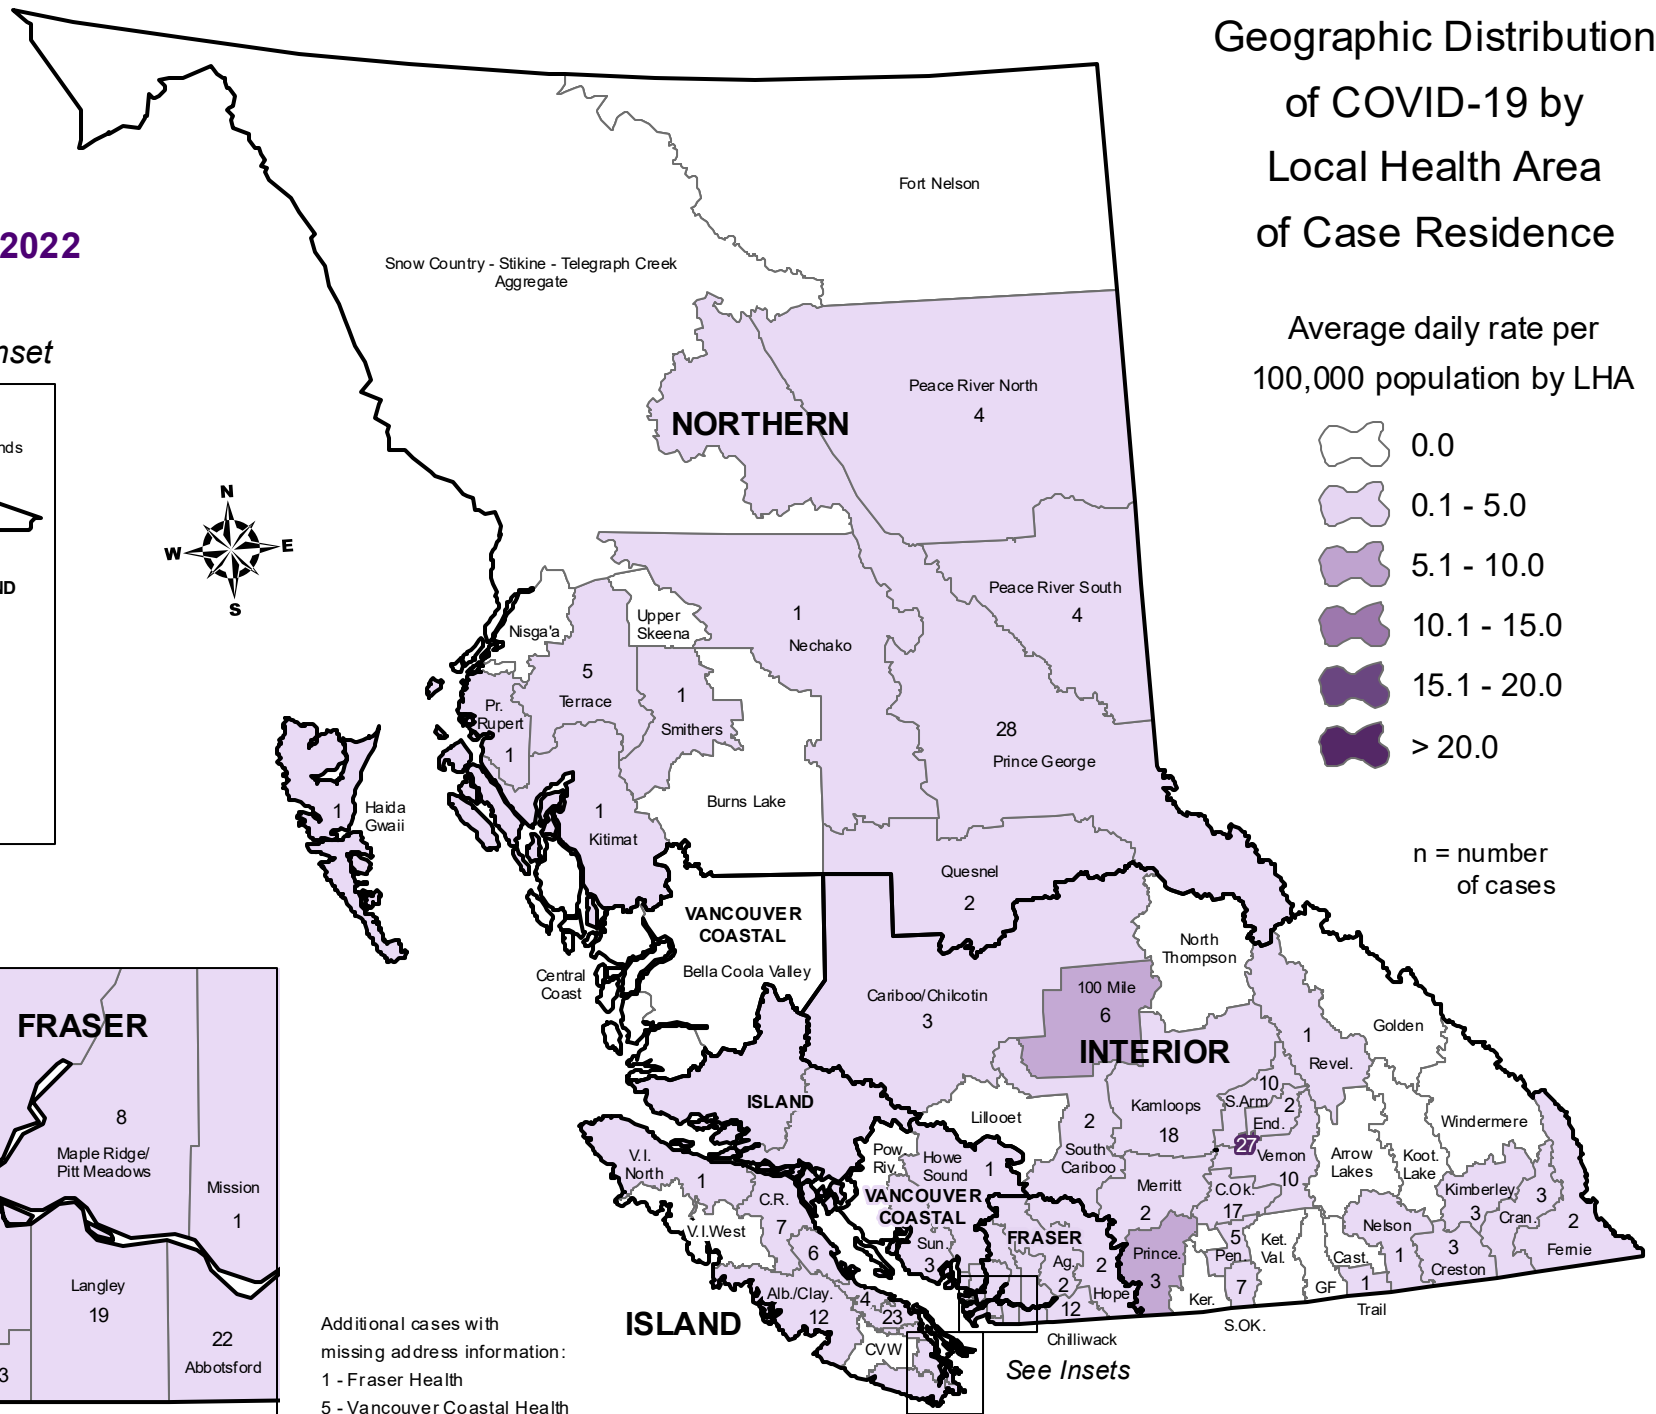 Geographic Distribution
of COVID-19 by
Local Health Area
of Case Residence
2022
Average daily rate per
100,000 population by LHA
0.0
0.1 - 5.0
5.1 - 10.0
10.1 - 15.0
15.1 - 20.0
> 20.0
n = number
of cases
N
W
E
S
Fort Nelson
Snow Country - Stikine - Telegraph Creek
Aggregate
Peace River North
4
NORTHERN
Peace River South
4
1
Nechako
Nisga'a
Upper
Skeena
5
Terrace
1
Smithers
Pr.
Rupert
1
28
Prince George
Burns Lake
1
Haida
Gwaii
1
Kitimat
Quesnel
2
VANCOUVER
COASTAL
Bella Coola Valley
Central
Coast
Cariboo/Chilcotin
3
100 Mile
6
North
Thompson
INTERIOR
Golden
1
Revel.
ISLAND
Lillooet
2
South
Cariboo
Kamloops
18
10
S.Arm
2
End.
27
Vernon
10
Windermere
Arrow
Lakes
Koot.
Lake
Kimberley
3
3
Cran.
2
Fernie
V.I.
North
1
C.R.
7
V.I.West
6
Pow.
Riv.
Howe
Sound
1
VANCOUVER
COASTAL
Sun.
3
FRASER
Ag.
2
2
Hope
12
Chilliwack
Merritt
2
C.Ok.
17
Prince.
3
5
Pen.
Ket.
Val.
Ker.
7
S.OK.
GF
Cast.
1
Trail
Nelson
1
3
Creston
Alb./Clay.
12
4
23
CVW
ISLAND
See Insets
FRASER
8
Maple Ridge/
Pitt Meadows
Mission
1
Langley
19
22
Abbotsford
3
Additional cases with
missing address information:
1 - Fraser Health
5 - Vancouver Coastal Health